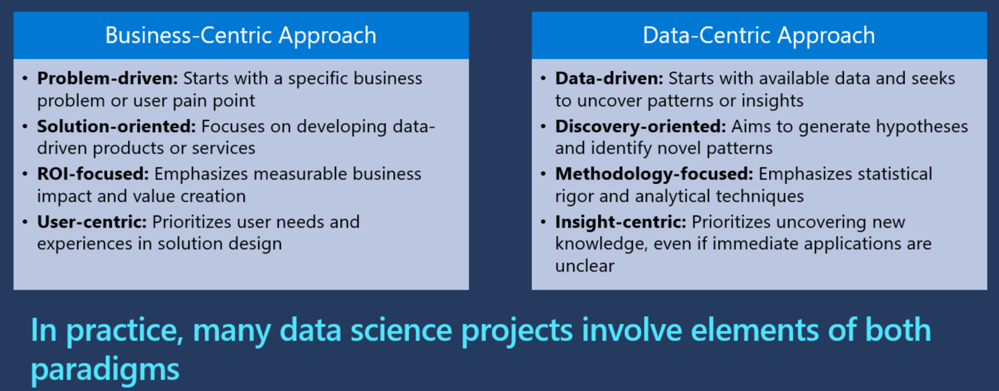 Business-Centric Approach
• Problem-driven: Starts with a specific business
problem or user pain point
• Solution-oriented: Focuses on developing data-
driven products or services
• ROI-focused: Emphasizes measurable business
impact and value creation
• User-centric: Prioritizes user needs and
experiences in solution design
Data-Centric Approach
• Data-driven: Starts with available data and seeks
to uncover patterns or insights
• Discovery-oriented: Aims to generate hypotheses
and identify novel patterns
• Methodology-focused: Emphasizes statistical
rigor and analytical techniques
• Insight-centric: Prioritizes uncovering new
knowledge, even if immediate applications are
unclear
In practice, many data science projects involve elements of both
paradigms